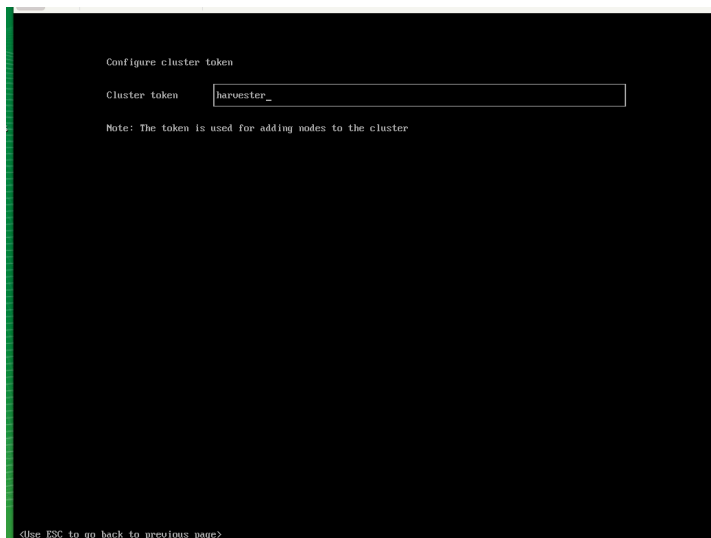 Configure cluster token
Cluster token harvester_
Note: The token is used for adding nodes to the cluster
<Use ESC to go back to previous page>